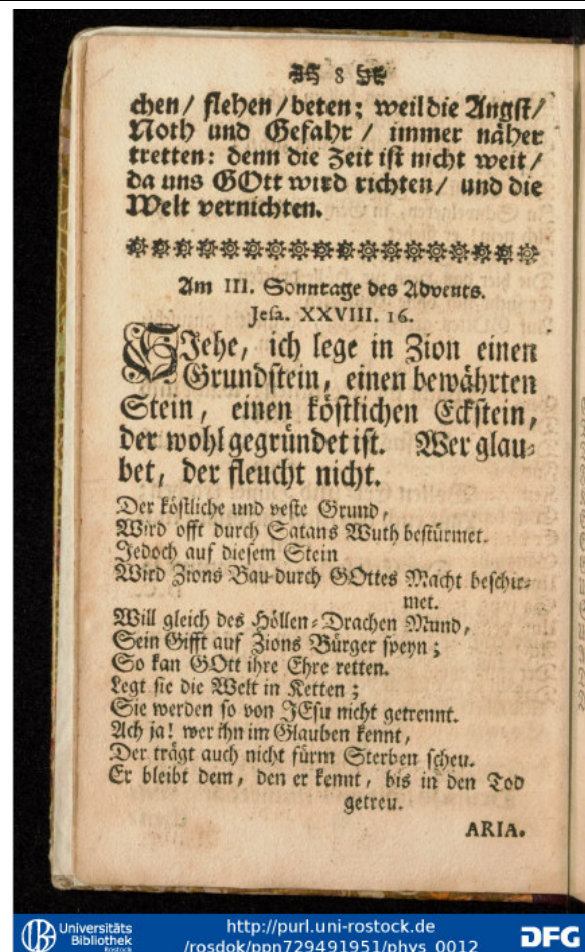 8
chen/ flehen/beten; weil die Angst/
Noth und Gefahr / immer näher
tretten: denn die Zeit ist nicht weit/
da uns GOtt wird richten/ und die
Welt vernichten.
Am III. Sonntage des Advents.
Jesa. XXVIII. 16.
SIehe, ich lege in Zion einen
Grundstein, einen bewährten
Stein, einen köstlichen Eckstein,
der wohl gegründet ist. Wer glau-
bet, der fleucht nicht.
Der köstliche und veste Grund,
Wird offt durch Satans Wuth bestürmet.
Jedoch auf diesem Stein
Wird Zions Bau durch GOttes Macht beschir-
met.
Will gleich des Höllen-Drachen Mund,
Sein Gifft auf Zions Bürger speyn;
So kan GOtt ihre Ehre retten.
Legt sie die Welt in Ketten;
Sie werden so von JEsu nicht getrennt.
Ach ja! wer ihn im Glauben kennt,
Der trägt auch nicht fürm Sterben scheu.
Er bleibt dem, den er kennt, bis in den Tod
getreu.
ARIA.
Universitäts
Bibliothek
Rostock
http://purl.uni-rostock.de
/rosdok/ppn729491951/phys_0012
DFG